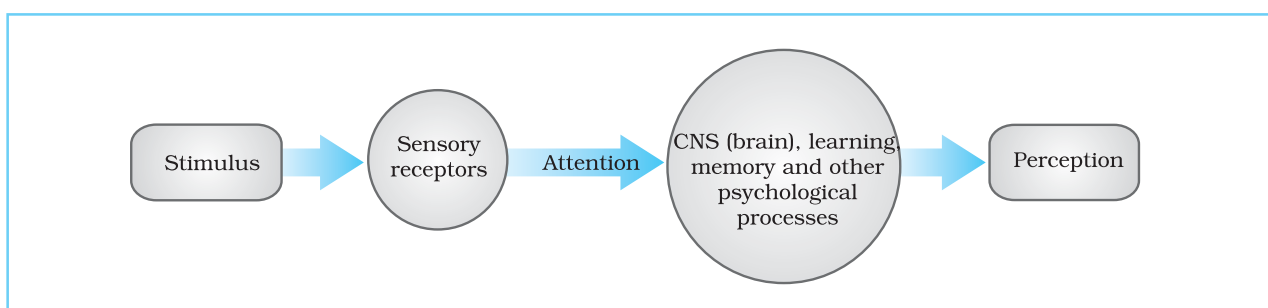 Stimulus
Sensory
receptors
Attention
CNS (brain), learning,
memory and other
psychological
processes
Perception